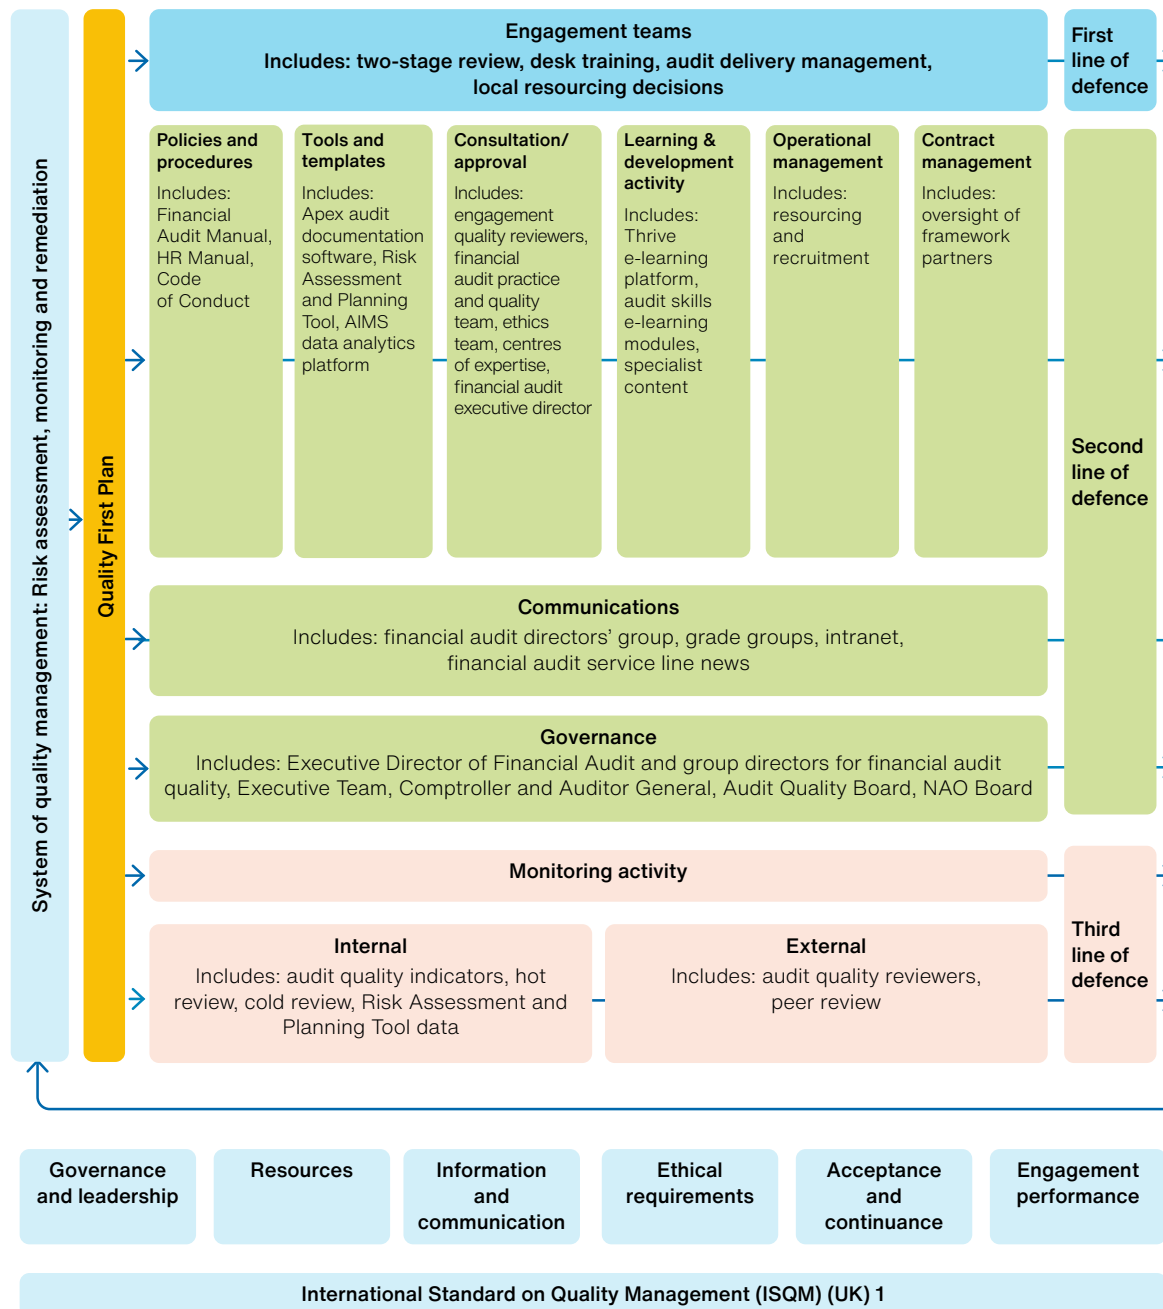 System of quality management: Risk assessment, monitoring and remediation
Quality First Plan
Engagement teams
Includes: two-stage review, desk training, audit delivery management,
local resourcing decisions
First
line of
defence
Policies and
procedures
Includes:
Financial
Audit Manual,
HR Manual,
Code
of Conduct
Tools and
templates
Includes:
Apex audit
documentation
software, Risk
Assessment
and Planning
Tool, AIMS
data analytics
platform
Consultation/
approval
Includes:
engagement
quality reviewers,
financial
audit practice
and quality
team, ethics
team, centres
of expertise,
financial audit
executive director
Learning &
development
activity
Includes:
Thrive
e-learning
platform,
audit skills
e-learning
modules,
specialist
content
Operational
management
Includes:
resourcing
and
recruitment
Contract
management
Includes:
oversight of
framework
partners
Second
line of
defence
Communications
Includes: financial audit directors’ group, grade groups, intranet,
financial audit service line news
Governance
Includes: Executive Director of Financial Audit and group directors for financial audit
quality, Executive Team, Comptroller and Auditor General, Audit Quality Board, NAO Board
Monitoring activity
Third
line of
defence
Internal
Includes: audit quality indicators, hot
review, cold review, Risk Assessment and
Planning Tool data
External
Includes: audit quality reviewers,
peer review
Governance
and leadership
Resources
Information
and
communication
Ethical
requirements
Acceptance
and
continuance
Engagement
performance
International Standard on Quality Management (ISQM) (UK) 1